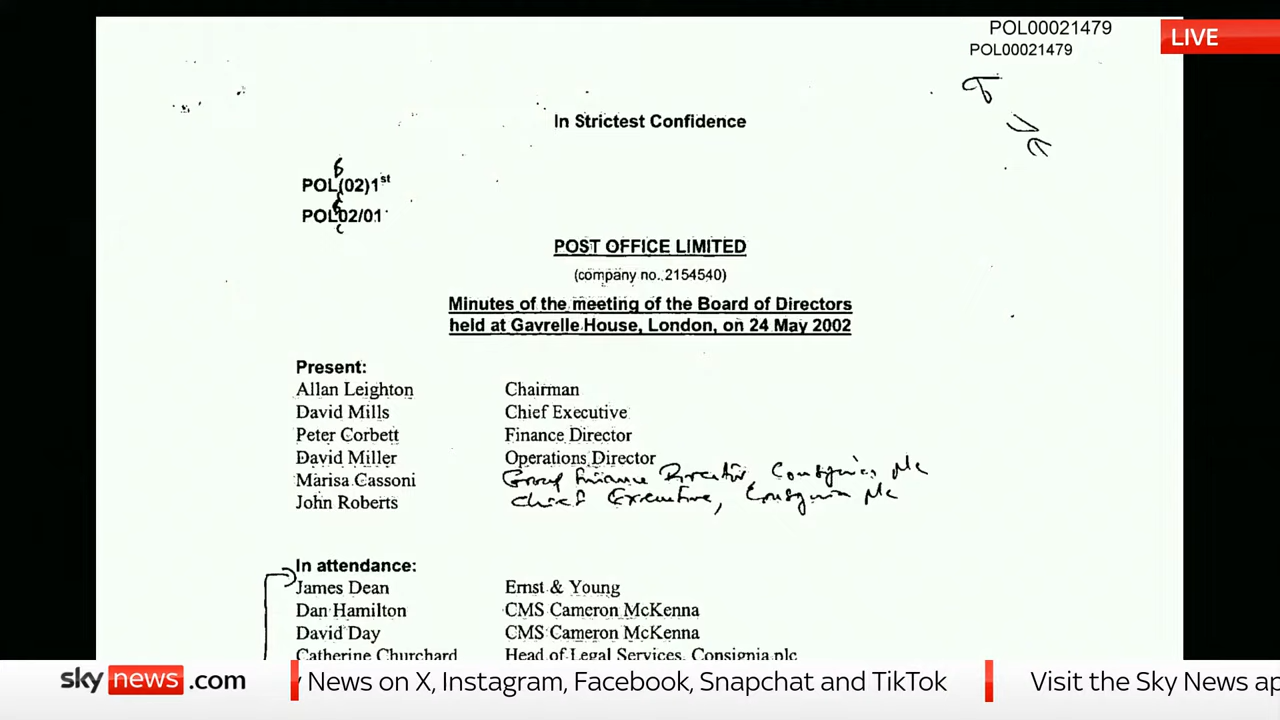 POL00021479
POL00021479
LIVE
In Strictest Confidence
POL(02)1st
POL02/01
POST OFFICE LIMITED
(company no. 2154540)
Minutes of the meeting of the Board of Directors
held at Gavrelle House, London, on 24 May 2002
Present:
Allan Leighton Chairman
David Mills Chief Executive
Peter Corbett Finance Director
David Miller Operations Director
Marisa Cassoni Group Finance Director, Consignia plc
John Roberts Chief Executive, Consignia plc
In attendance:
James Dean Ernst & Young
Dan Hamilton CMS Cameron McKenna
David Day CMS Cameron McKenna
Catherine Churchard Head of Legal Services, Consignia plc
sky news .com News on X, Instagram, Facebook, Snapchat and TikTok Visit the Sky News ap